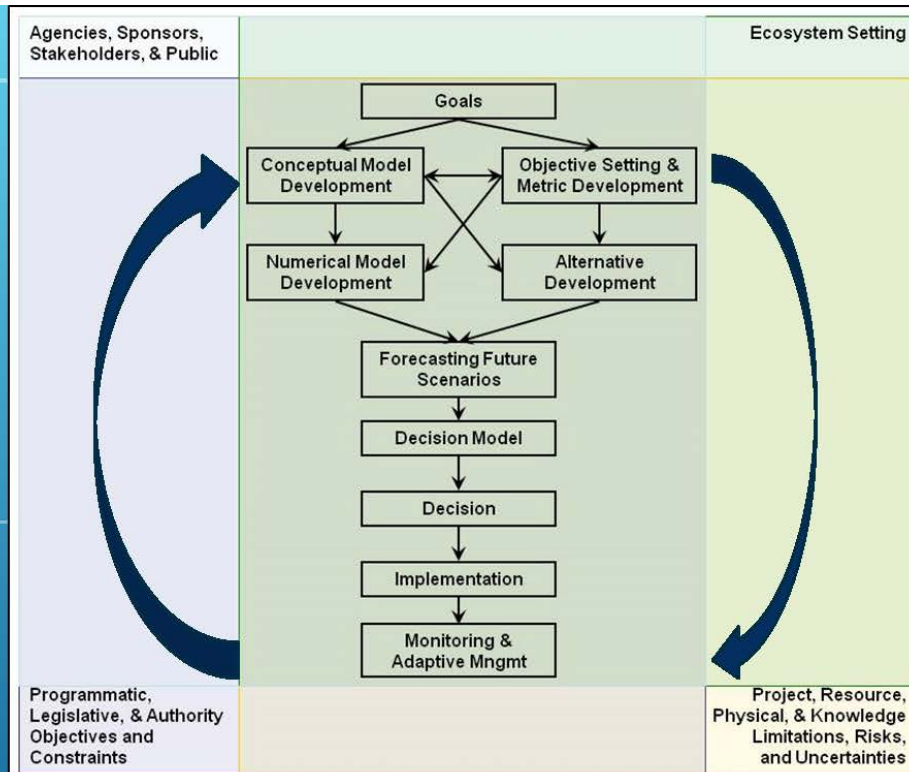 Agencies, Sponsors,
Stakeholders, & Public
Ecosystem Setting
Goals
Conceptual Model
Development
Objective Setting &
Metric Development
Numerical Model
Development
Alternative
Development
Forecasting Future
Scenarios
Decision Model
Decision
Implementation
Monitoring &
Adaptive Mngmt
Programmatic,
Legislative, & Authority
Objectives and
Constraints
Project, Resource,
Physical, & Knowledge
Limitations, Risks,
and Uncertainties